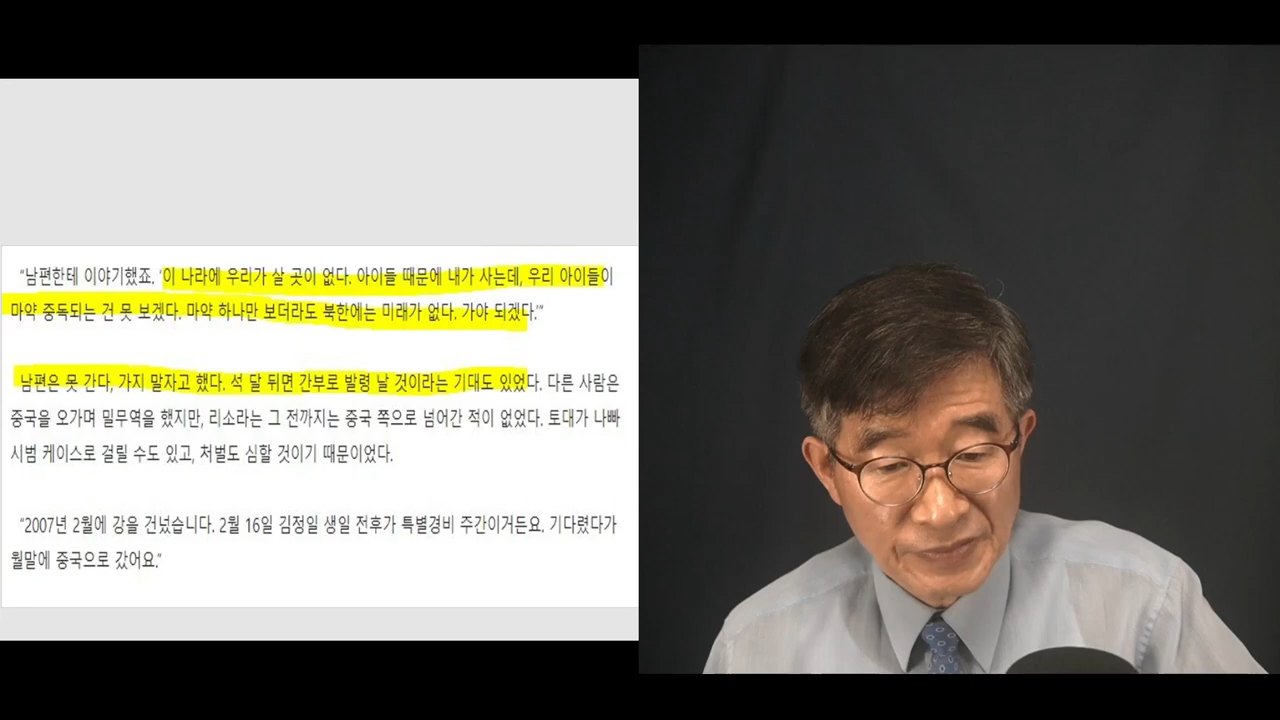 “남편한테 이야기했죠. ‘이 나라에 우리가 살 곳이 없다. 아이들 때문에 내가 사는데, 우리 아이들이
마약 중독되는 건 못 보겠다. 마약 하나만 보더라도 북한에는 미래가 없다. 가야 되겠다.’”
남편은 못 간다, 가지 말자고 했다. 석 달 뒤면 간부로 발령 날 것이라는 기대도 있었다. 다른 사람은
중국을 오가며 밀무역을 했지만, 리소라는 그 전까지는 중국 쪽으로 넘어간 적이 없었다. 토대가 나빠
시범 케이스로 걸릴 수도 있고, 처벌도 심할 것이기 때문이었다.
“2007년 2월에 강을 건넜습니다. 2월 16일 김정일 생일 전후가 특별경비 주간이거든요. 기다렸다가
월말에 중국으로 갔어요.”